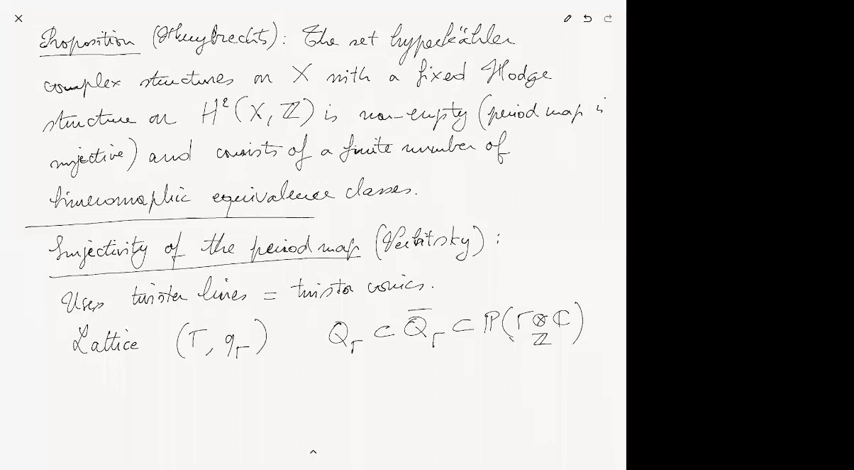 Proposition (Huybrechts): The set hyperkähler
complex structures on X with a fixed Hodge
structure on H²(X, ℤ) is non-empty (period map is
surjective) and consists of a finite number of
bimeromorphic equivalence classes.
Surjectivity of the period map (Verbitsky):
Uses twistor lines = twistor conics.
Lattice (Γ, q_Γ) Q_Γ ⊂ Q̅_Γ ⊂ ℙ(Γ ⊗_ℤ ℂ)